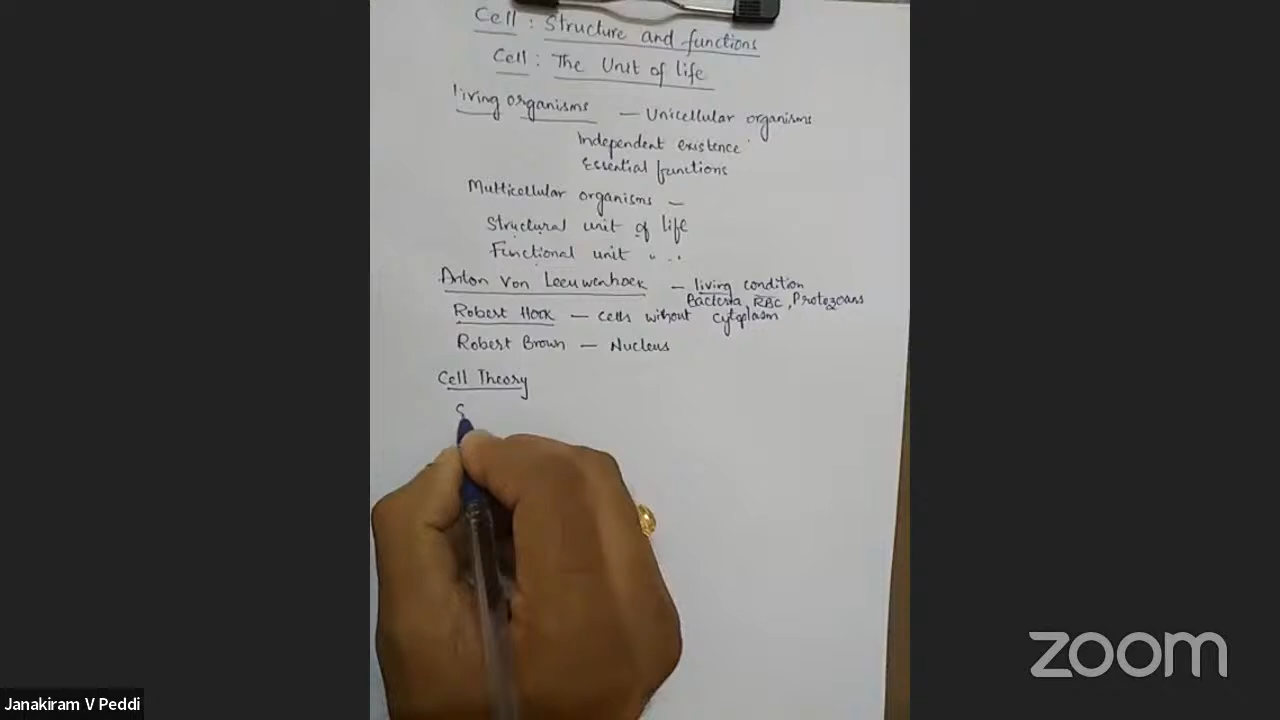 Cell : Structure and functions
Cell : The Unit of life
living organisms — Unicellular organisms
Independent existence
Essential functions
Multicellular organisms —
Structural unit of life
Functional unit " "
Anton Von Leeuwenhoek — living condition
Bacteria, RBC, Protozoans
Robert Hook — cells without cytoplasm
Robert Brown — Nucleus
Cell Theory
S
zoom
Janakiram V Peddi